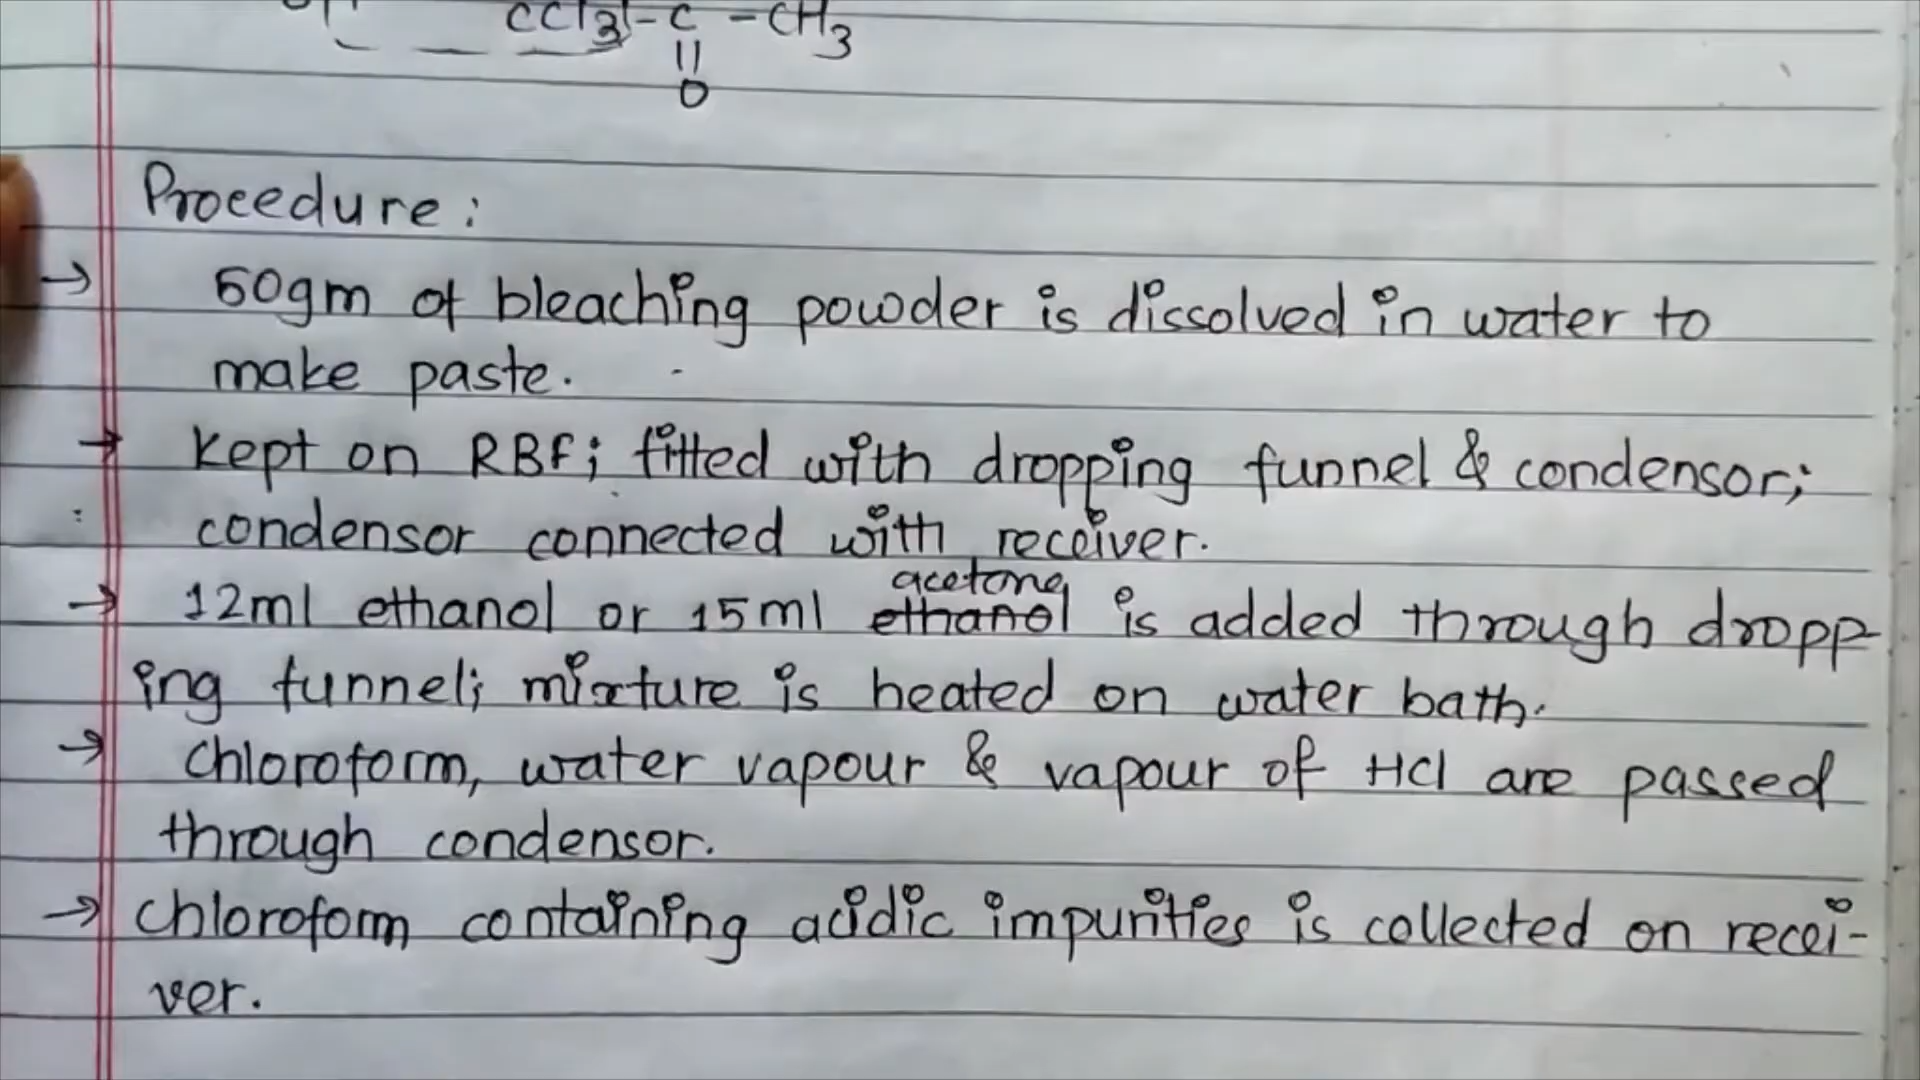 CCl3-C-CH3
||
O
Procedure:
→ 50gm of bleaching powder is dissolved in water to
make paste.
→ Kept on RBF; fitted with dropping funnel & condensor;
condensor connected with receiver.
acetone
→ 12ml ethanol or 15ml ethanol is added through dropp-
ing funnel; mixture is heated on water bath.
→ Chloroform, water vapour & vapour of HCl are passed
through condensor.
→ Chloroform containing acidic impurities is collected on recei-
ver.